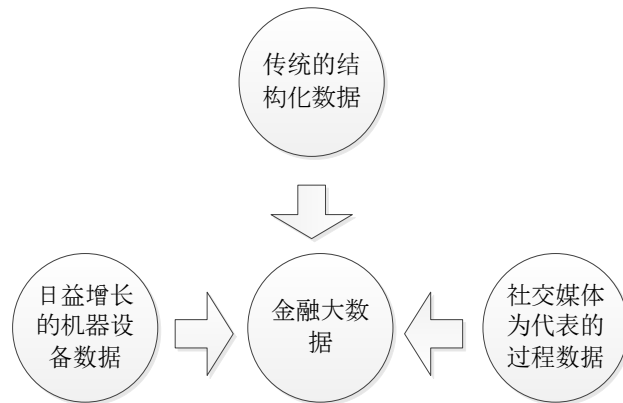 传统的结
构化数据
日益增长
的机器设
备数据
金融大数
据
社交媒体
为代表的
过程数据